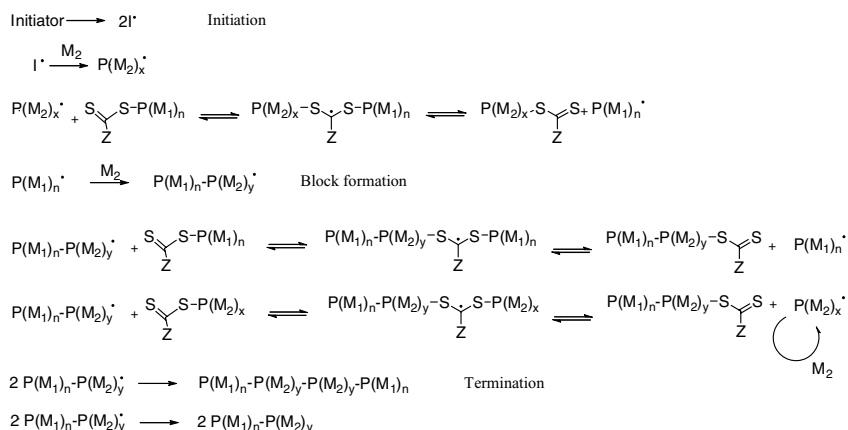 Initiator ⟶ 2I• Initiation
I• ⟶ M₂ P(M₂)ₓ•
P(M₂)ₓ• + S S–P(M₁)ₙ Z ⇌ P(M₂)ₓ–S • S–P(M₁)ₙ Z ⇌ P(M₂)ₓ–S S Z + P(M₁)ₙ•
P(M₁)ₙ• ⟶ M₂ P(M₁)ₙ-P(M₂)ᵧ• Block formation
P(M₁)ₙ-P(M₂)ᵧ• + S S–P(M₁)ₙ Z ⇌ P(M₁)ₙ-P(M₂)ᵧ–S • S–P(M₁)ₙ Z ⇌ P(M₁)ₙ-P(M₂)ᵧ–S S Z + P(M₁)ₙ•
P(M₁)ₙ-P(M₂)ᵧ• + S S–P(M₂)ₓ Z ⇌ P(M₁)ₙ-P(M₂)ᵧ–S • S–P(M₂)ₓ Z ⇌ P(M₁)ₙ-P(M₂)ᵧ–S S Z + P(M₂)ₓ•
M₂
2 P(M₁)ₙ-P(M₂)ᵧ• ⟶ P(M₁)ₙ-P(M₂)ᵧ-P(M₂)ᵧ-P(M₁)ₙ Termination
2 P(M₁)ₙ-P(M₂)ᵧ• ⟶ 2 P(M₁)ₙ-P(M₂)ᵧ